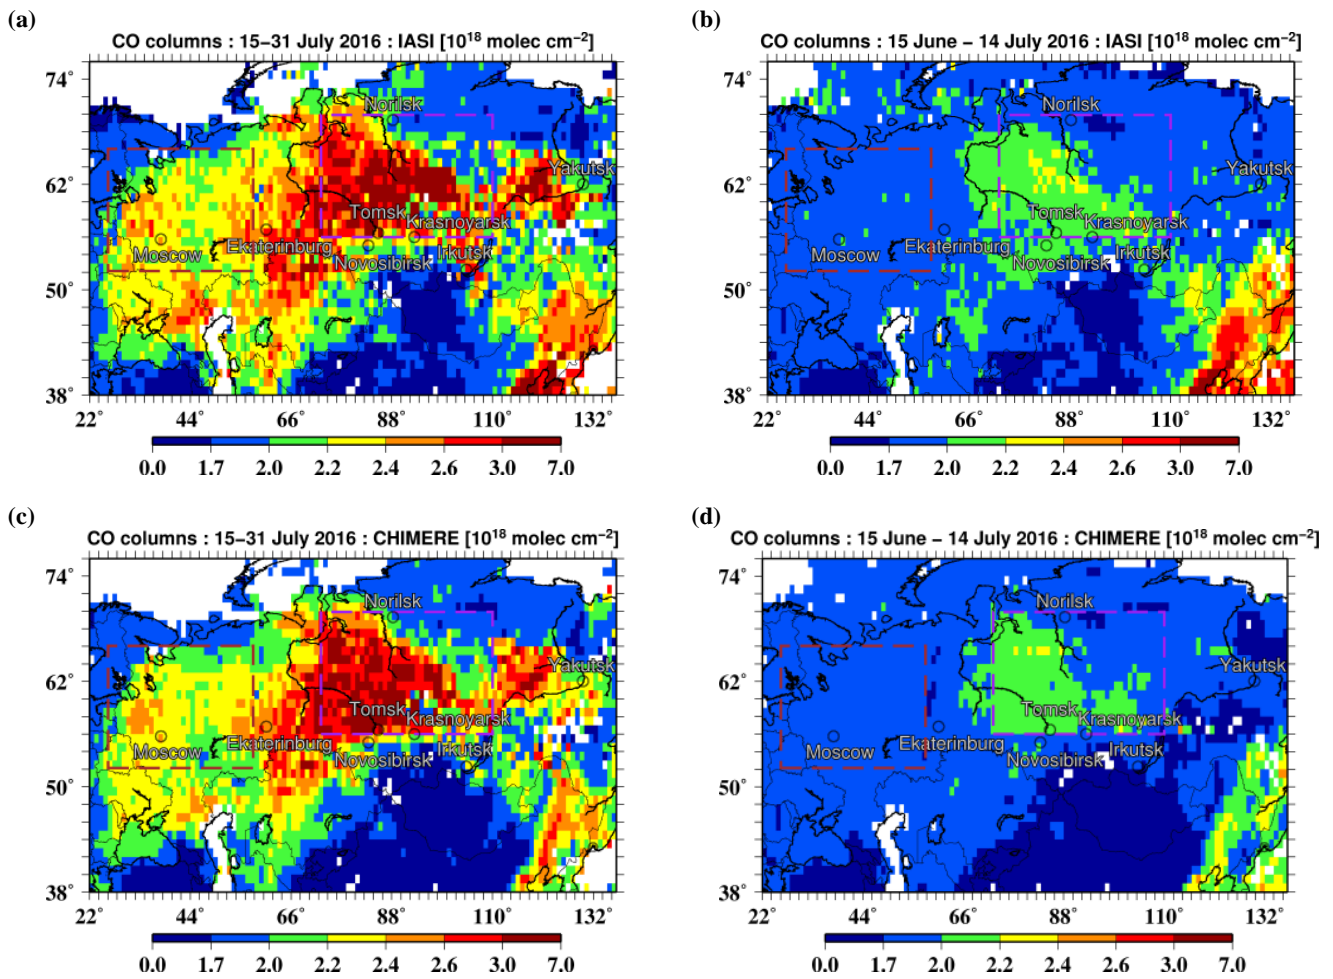 (a)
CO columns : 15−31 July 2016 : IASI [10¹⁸ molec cm⁻²]
74°
62°
50°
38°
22° 44° 66° 88° 110° 132°
Norilsk
Yakutsk
Tomsk
Krasnoyarsk
Moscow
Ekaterinburg
Novosibirsk
Irkutsk
0.0 1.7 2.0 2.2 2.4 2.6 3.0 7.0
(b)
CO columns : 15 June − 14 July 2016 : IASI [10¹⁸ molec cm⁻²]
74°
62°
50°
38°
22° 44° 66° 88° 110° 132°
Norilsk
Yakutsk
Tomsk
Krasnoyarsk
Moscow
Ekaterinburg
Novosibirsk
Irkutsk
0.0 1.7 2.0 2.2 2.4 2.6 3.0 7.0
(c)
CO columns : 15−31 July 2016 : CHIMERE [10¹⁸ molec cm⁻²]
74°
62°
50°
38°
22° 44° 66° 88° 110° 132°
Norilsk
Yakutsk
Tomsk
Krasnoyarsk
Moscow
Ekaterinburg
Novosibirsk
Irkutsk
0.0 1.7 2.0 2.2 2.4 2.6 3.0 7.0
(d)
CO columns : 15 June − 14 July 2016 : CHIMERE [10¹⁸ molec cm⁻²]
74°
62°
50°
38°
22° 44° 66° 88° 110° 132°
Norilsk
Yakutsk
Tomsk
Krasnoyarsk
Moscow
Ekaterinburg
Novosibirsk
Irkutsk
0.0 1.7 2.0 2.2 2.4 2.6 3.0 7.0